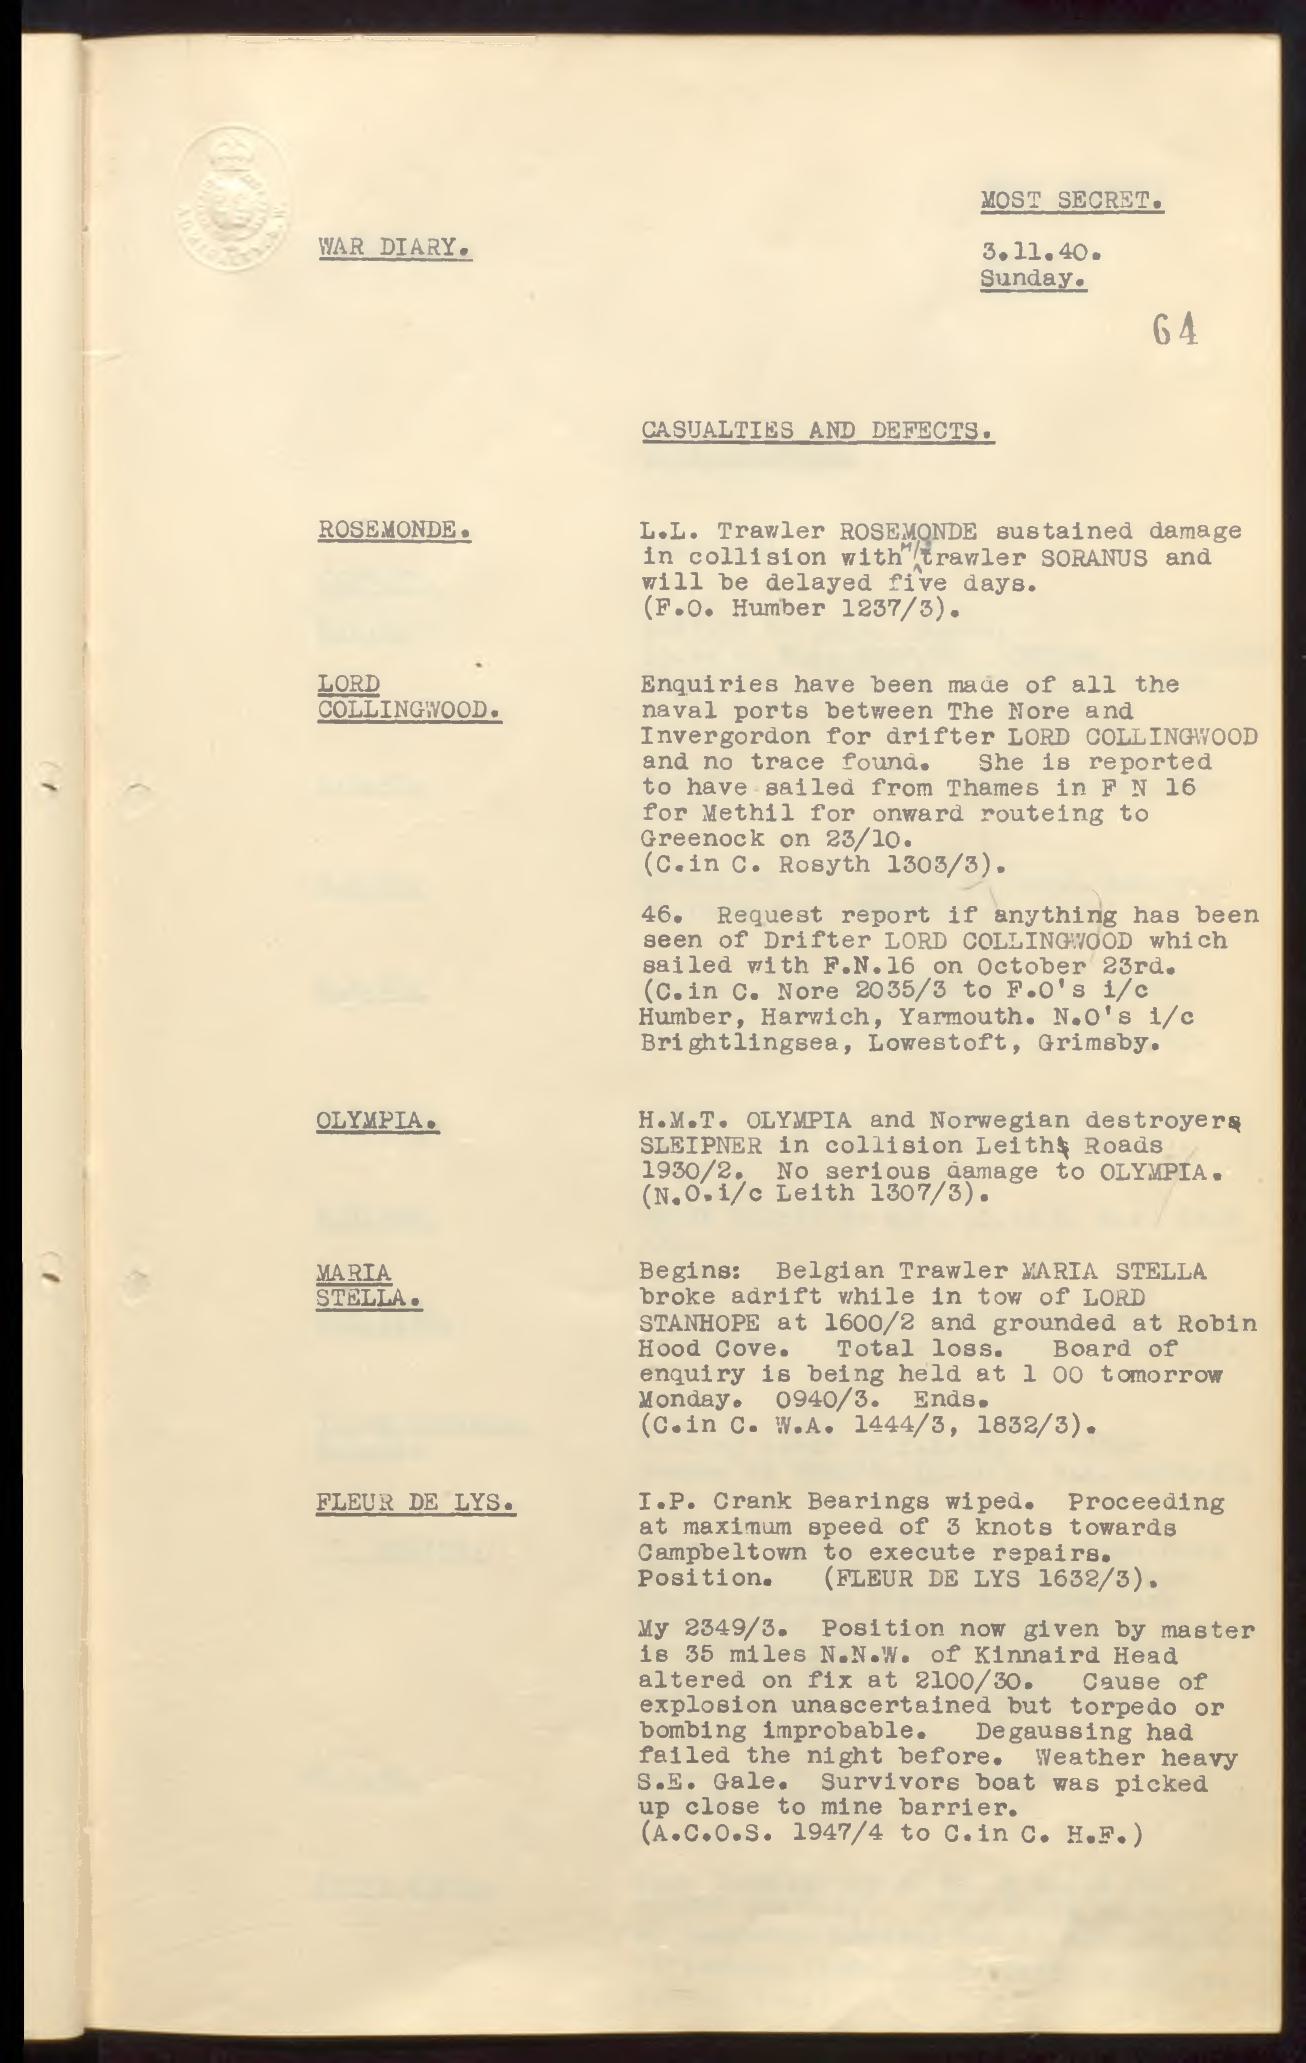 MOST SECRET.
WAR DIARY.
3.11.40.
Sunday.
64
CASUALTIES AND DEFECTS.
ROSEMONDE.
L.L. Trawler ROSEMONDE sustained damage
in collision with M/S trawler SORANUS and
will be delayed five days.
(F.O. Humber 1237/3).
LORD
COLLINGWOOD.
Enquiries have been made of all the
naval ports between The Nore and
Invergordon for drifter LORD COLLINGWOOD
and no trace found. She is reported
to have sailed from Thames in F N 16
for Methil for onward routeing to
Greenock on 23/10.
(C.in C. Rosyth 1303/3).
46. Request report if anything has been
seen of Drifter LORD COLLINGWOOD which
sailed with F.N.16 on October 23rd.
(C.in C. Nore 2035/3 to F.O's i/c
Humber, Harwich, Yarmouth. N.O's i/c
Brightlingsea, Lowestoft, Grimsby.
OLYMPIA.
H.M.T. OLYMPIA and Norwegian destroyer
SLEIPNER in collision Leith Roads
1930/2. No serious damage to OLYMPIA.
(N.O.i/c Leith 1307/3).
MARIA
STELLA.
Begins: Belgian Trawler MARIA STELLA
broke adrift while in tow of LORD
STANHOPE at 1600/2 and grounded at Robin
Hood Cove. Total loss. Board of
enquiry is being held at 1 00 tomorrow
Monday. 0940/3. Ends.
(C.in C. W.A. 1444/3, 1832/3).
FLEUR DE LYS.
I.P. Crank Bearings wiped. Proceeding
at maximum speed of 3 knots towards
Campbeltown to execute repairs.
Position. (FLEUR DE LYS 1632/3).
My 2349/3. Position now given by master
is 35 miles N.N.W. of Kinnaird Head
altered on fix at 2100/30. Cause of
explosion unascertained but torpedo or
bombing improbable. Degaussing had
failed the night before. Weather heavy
S.E. Gale. Survivors boat was picked
up close to mine barrier.
(A.C.O.S. 1947/4 to C.in C. H.F.)